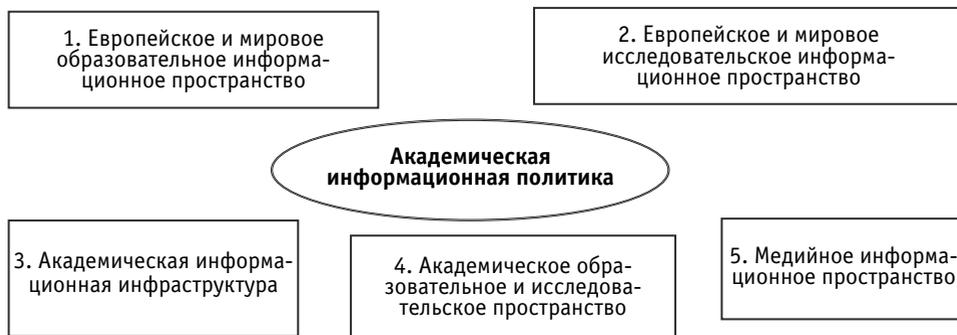 1. Европейское и мировое
образовательное информа-
ционное пространство
2. Европейское и мировое
исследовательское информа-
ционное пространство
Академическая
информационная политика
3. Академическая информа-
ционная инфраструктура
4. Академическое обра-
зовательное и исследова-
тельское пространство
5. Медийное информа-
ционное пространство